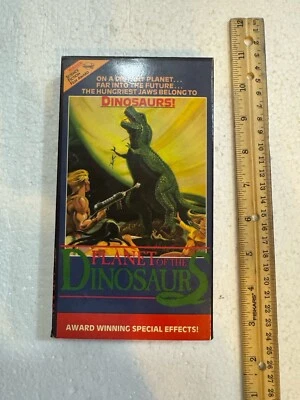 ON A DISTANT PLANET...
FAR INTO THE FUTURE...
THE HUNGRIEST JAWS BELONG TO
DINOSAURS!
PLANET OF THE
DINOSAURS
AWARD WINNING SPECIAL EFFECTS!
FISKARS